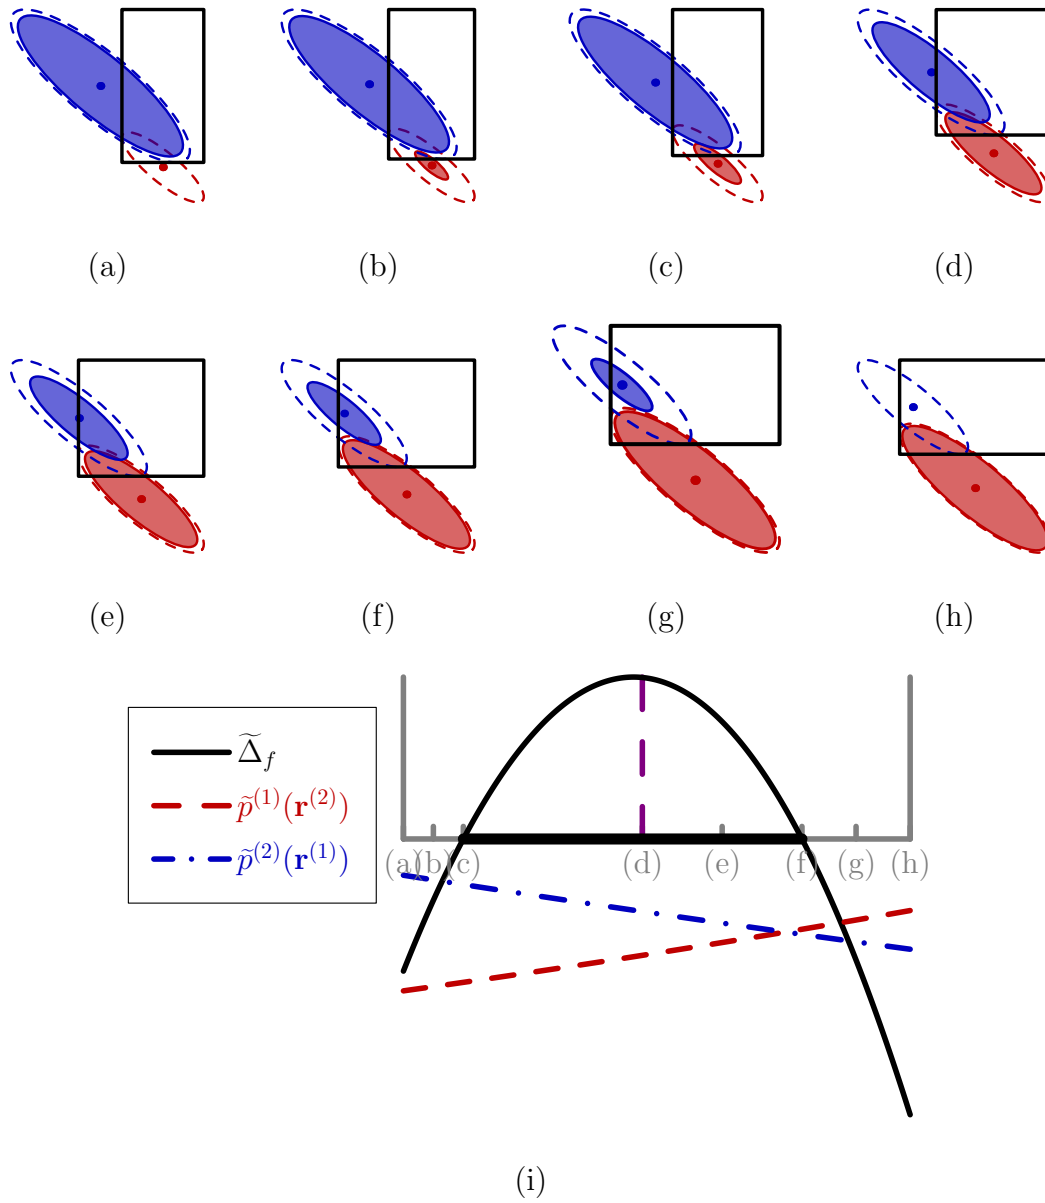 (a) (b) (c) (d)
(e) (f) (g) (h)
Δ̃_f
p̃^(1)(r^(2))
p̃^(2)(r^(1))
(a) (b) (c) (d) (e) (f) (g) (h)
(i)